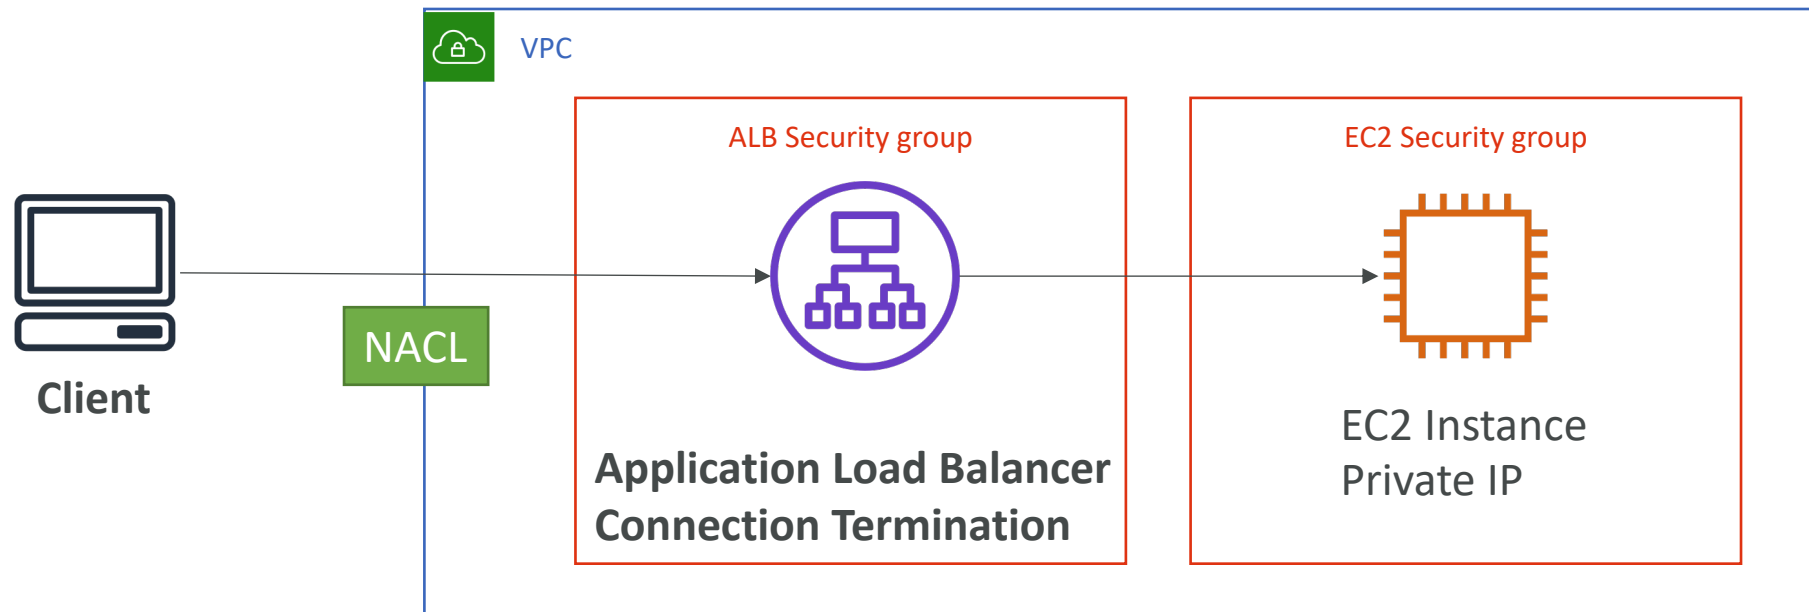 VPC
ALB Security group
EC2 Security group
NACL
Client
Application Load Balancer
Connection Termination
EC2 Instance
Private IP